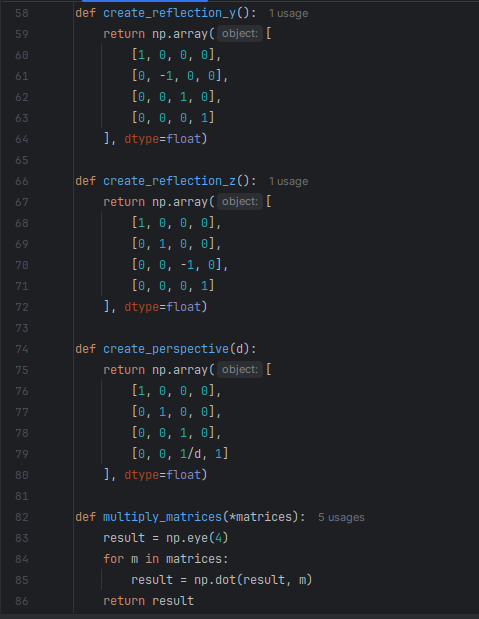 58 def create_reflection_y(): 1 usage
59 return np.array( object: [
60 [1, 0, 0, 0],
61 [0, -1, 0, 0],
62 [0, 0, 1, 0],
63 [0, 0, 0, 1]
64 ], dtype=float)
65
66 def create_reflection_z(): 1 usage
67 return np.array( object: [
68 [1, 0, 0, 0],
69 [0, 1, 0, 0],
70 [0, 0, -1, 0],
71 [0, 0, 0, 1]
72 ], dtype=float)
73
74 def create_perspective(d):
75 return np.array( object: [
76 [1, 0, 0, 0],
77 [0, 1, 0, 0],
78 [0, 0, 1, 0],
79 [0, 0, 1/d, 1]
80 ], dtype=float)
81
82 def multiply_matrices(*matrices): 5 usages
83 result = np.eye(4)
84 for m in matrices:
85 result = np.dot(result, m)
86 return result